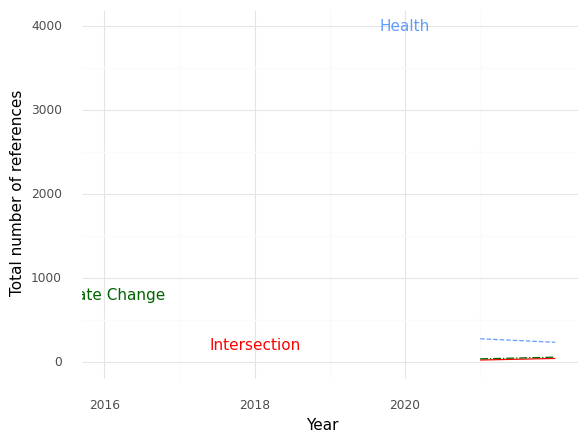 4000
Health
3000
2000
1000
ate Change
Intersection
0
2016
2018
2020
Year
Total number of references